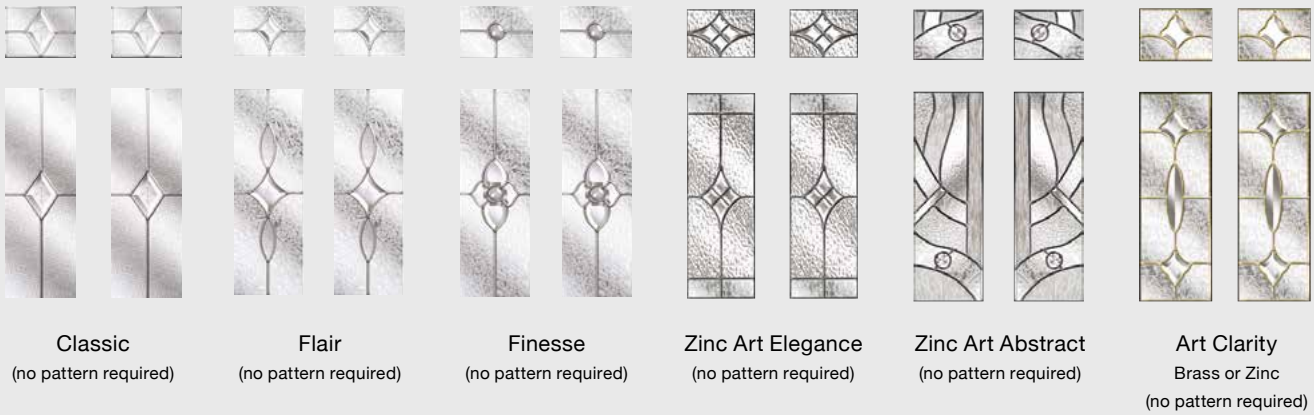 Classic
(no pattern required)
Flair
(no pattern required)
Finesse
(no pattern required)
Zinc Art Elegance
(no pattern required)
Zinc Art Abstract
(no pattern required)
Art Clarity
Brass or Zinc
(no pattern required)